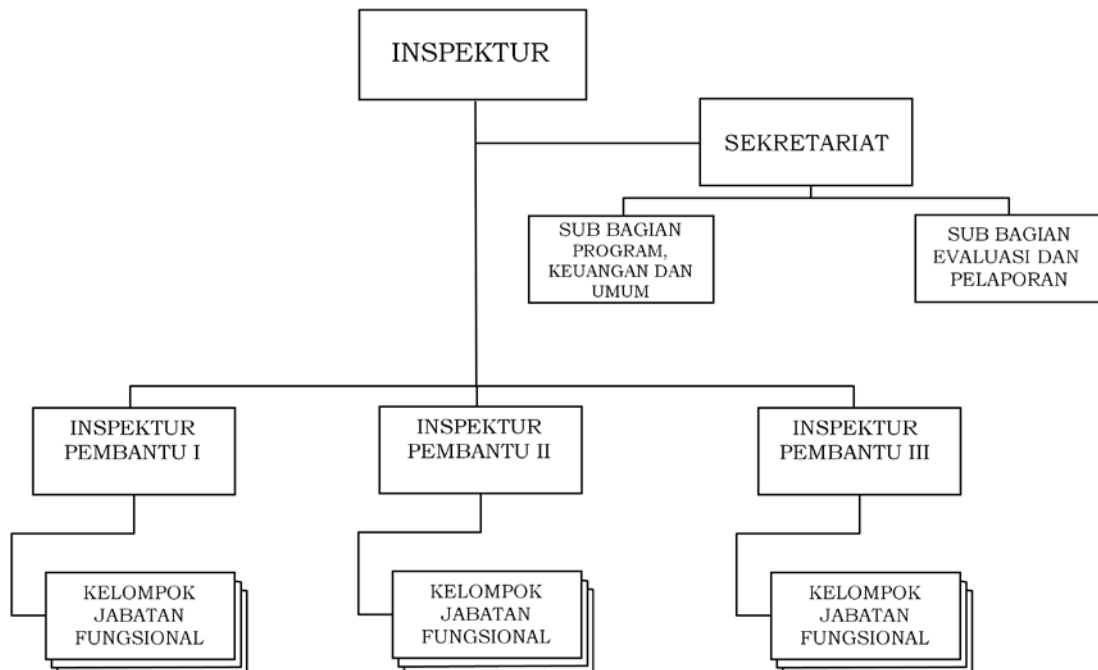 INSPEKTUR
SEKRETARIAT
SUB BAGIAN
PROGRAM,
KEUANGAN DAN
UMUM
SUB BAGIAN
EVALUASI DAN
PELAPORAN
INSPEKTUR
PEMBANTU I
INSPEKTUR
PEMBANTU II
INSPEKTUR
PEMBANTU III
KELOMPOK
JABATAN
FUNGSIONAL
KELOMPOK
JABATAN
FUNGSIONAL
KELOMPOK
JABATAN
FUNGSIONAL